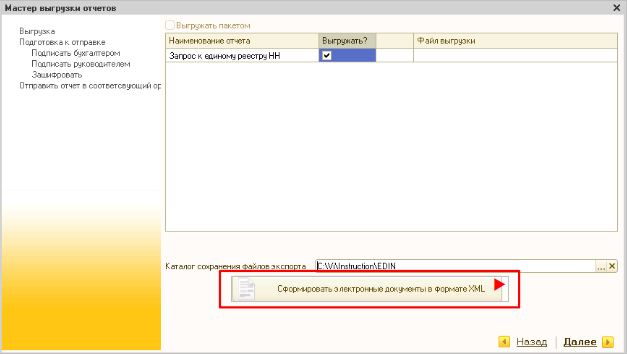 Мастер выгрузки отчетов
Выгрузка
Подготовка к отправке
Подписать бухгалтером
Подписать руководителем
Зашифровать
Отправить отчет в соответсвующий ор
Выгружать пакетом
Наименование отчета Выгружать? Файл выгрузки
Запрос к единому реестру НН
Каталог сохранения файлов экспорта C:\Vi\Instruction\EDIN ...
Сформировать электронные документы в формате XML
Назад Далее